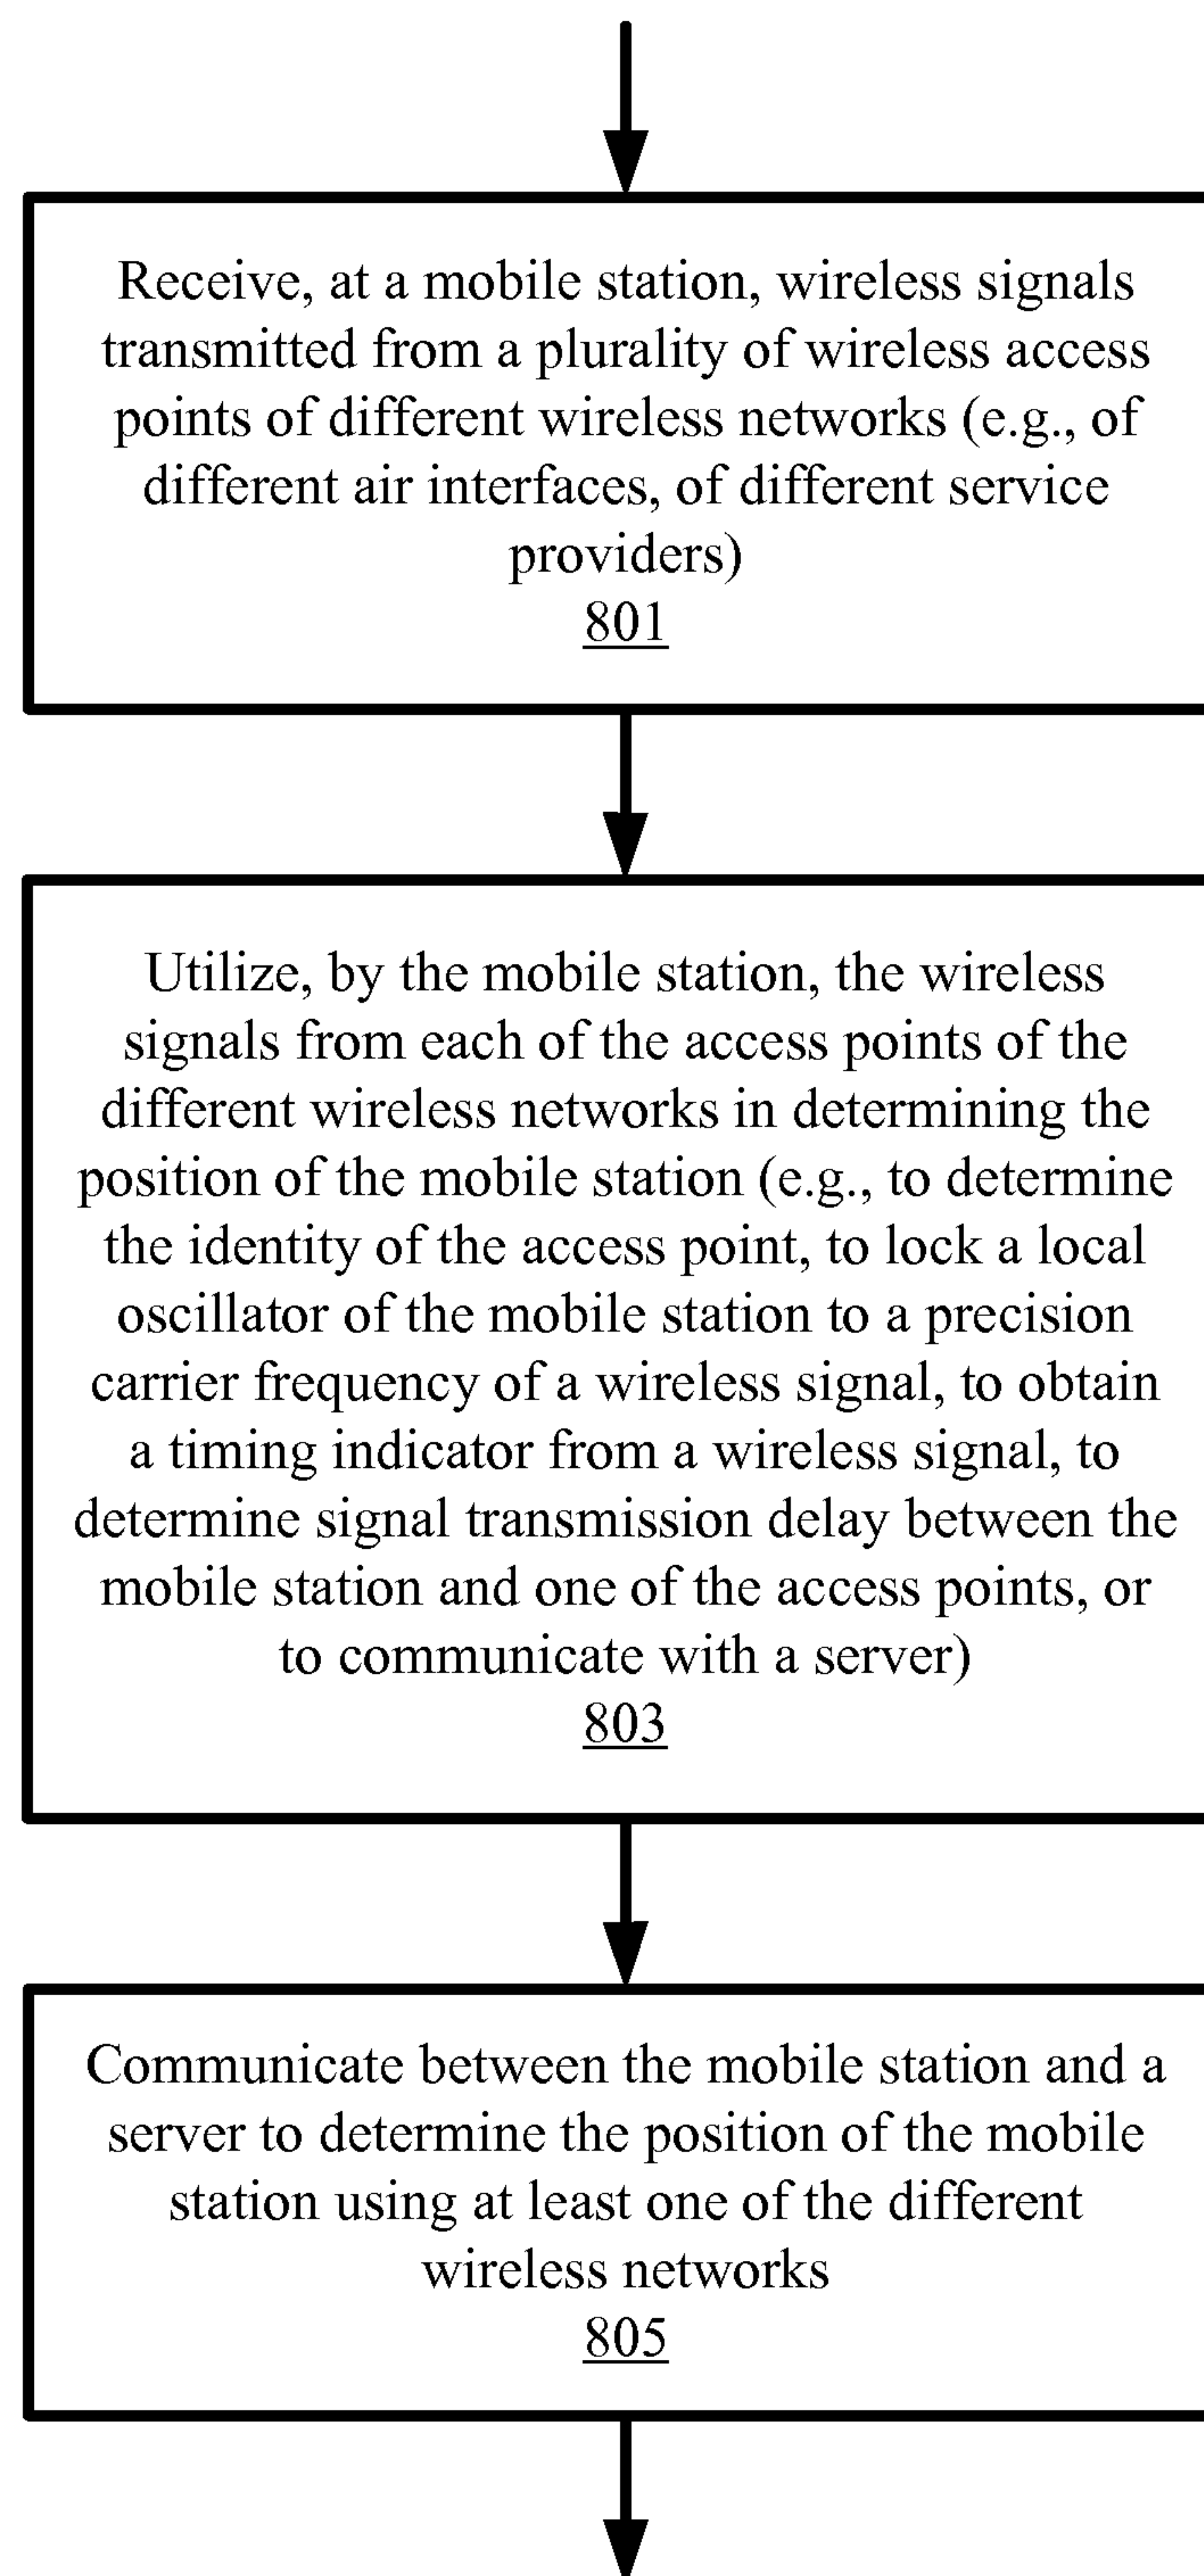 Receive, at a mobile station, wireless signals
transmitted from a plurality of wireless access
points of different wireless networks (e.g., of
different air interfaces, of different service
providers)
801
Utilize, by the mobile station, the wireless
signals from each of the access points of the
different wireless networks in determining the
position of the mobile station (e.g., to determine
the identity of the access point, to lock a local
oscillator of the mobile station to a precision
carrier frequency of a wireless signal, to obtain
a timing indicator from a wireless signal, to
determine signal transmission delay between the
mobile station and one of the access points, or
to communicate with a server)
803
Communicate between the mobile station and a
server to determine the position of the mobile
station using at least one of the different
wireless networks
805